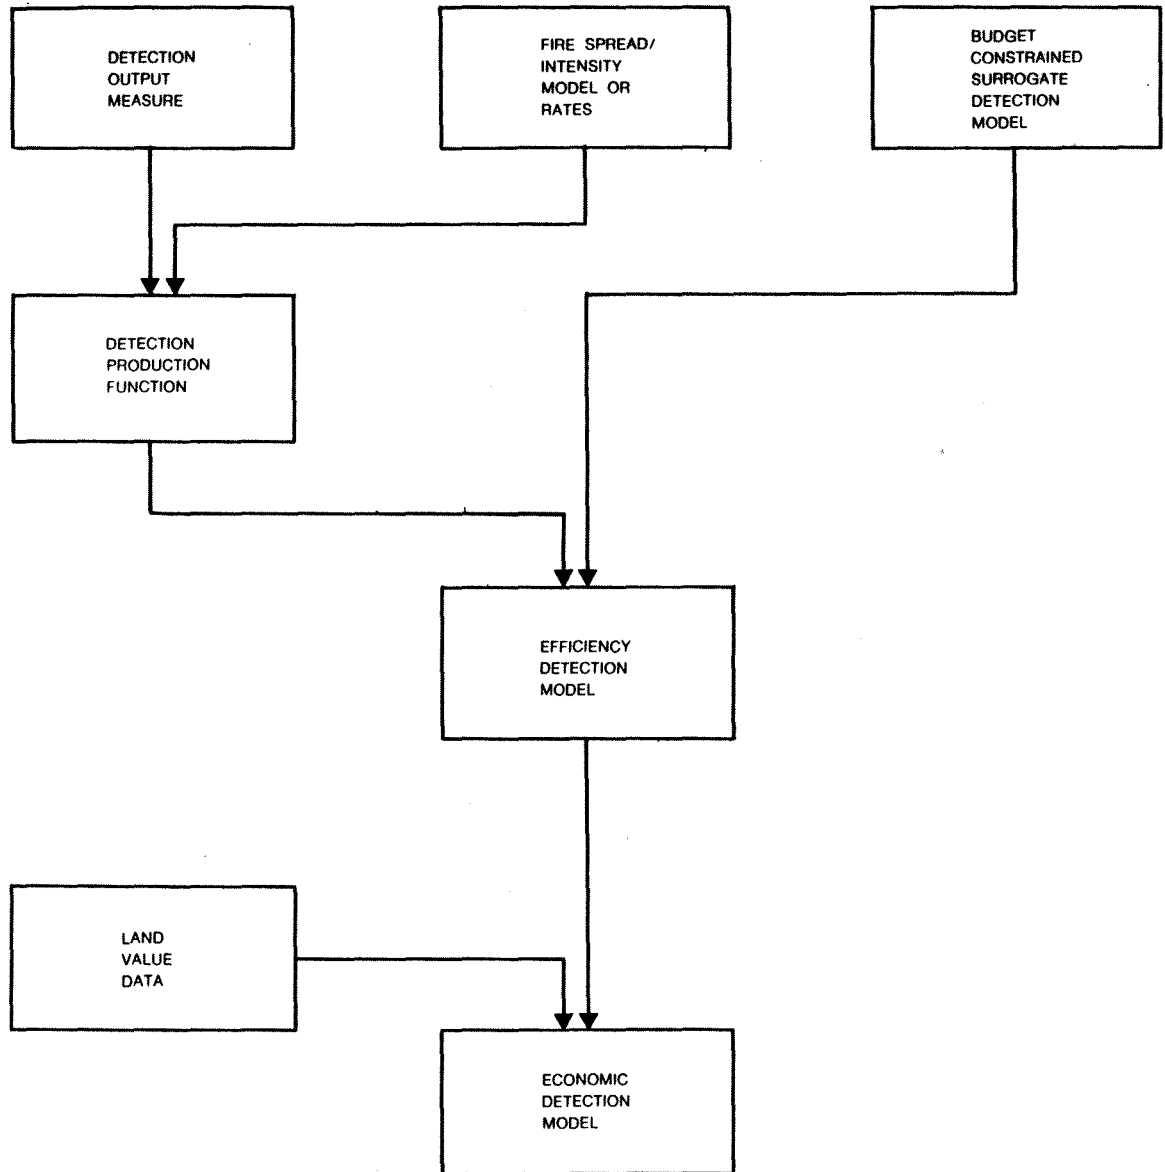 DETECTION
OUTPUT
MEASURE
FIRE SPREAD/
INTENSITY
MODEL OR
RATES
BUDGET
CONSTRAINED
SURROGATE
DETECTION
MODEL
DETECTION
PRODUCTION
FUNCTION
EFFICIENCY
DETECTION
MODEL
LAND
VALUE
DATA
ECONOMIC
DETECTION
MODEL